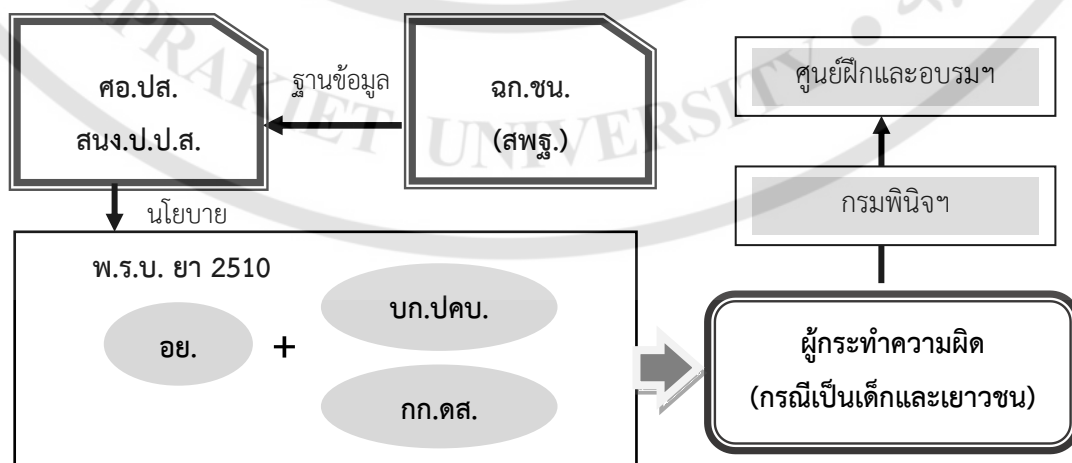 ศอ.ปส.
สนง.ป.ป.ส.
ฐานข้อมูล
ฉก.ชน.
(สพฐ.)
ศูนย์ฝึกและอบรมฯ
กรมพินิจฯ
นโยบาย
พ.ร.บ. ยา 2510
อย.
+
บก.ปคบ.
กก.ดส.
ผู้กระทำความผิด
(กรณีเป็นเด็กและเยาวชน)
UNIVERSITY